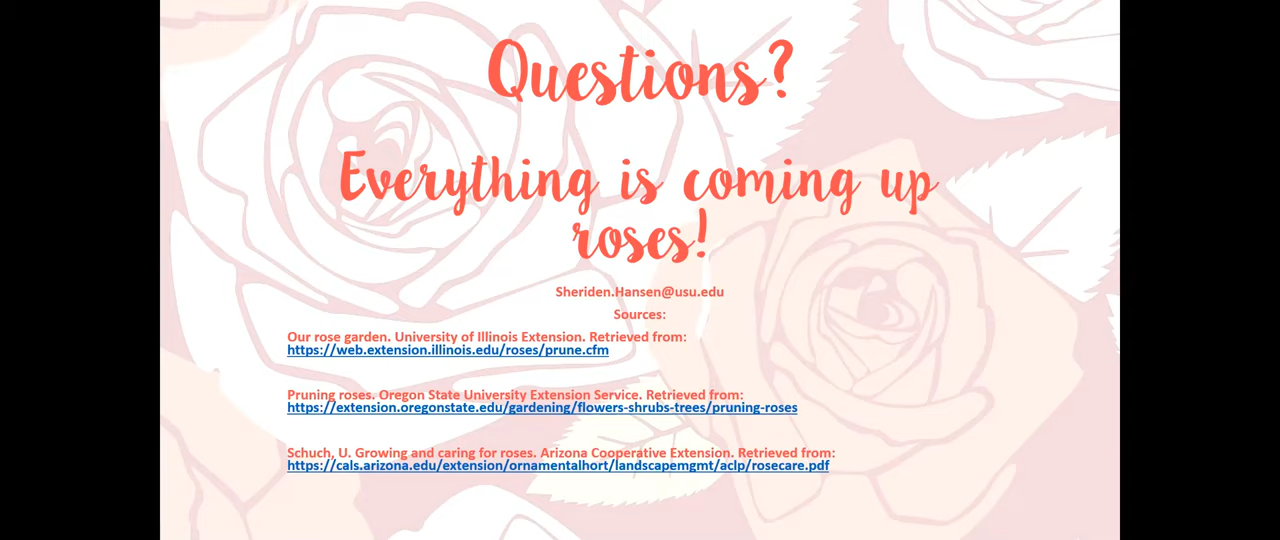 Questions?
Everything is coming up
roses!
Sheriden.Hansen@usu.edu
Sources:
Our rose garden. University of Illinois Extension. Retrieved from:
https://web.extension.illinois.edu/roses/prune.cfm
Pruning roses. Oregon State University Extension Service. Retrieved from:
https://extension.oregonstate.edu/gardening/flowers-shrubs-trees/pruning-roses
Schuch, U. Growing and caring for roses. Arizona Cooperative Extension. Retrieved from:
https://cals.arizona.edu/extension/ornamentalhort/landscapemgmt/aclp/rosecare.pdf